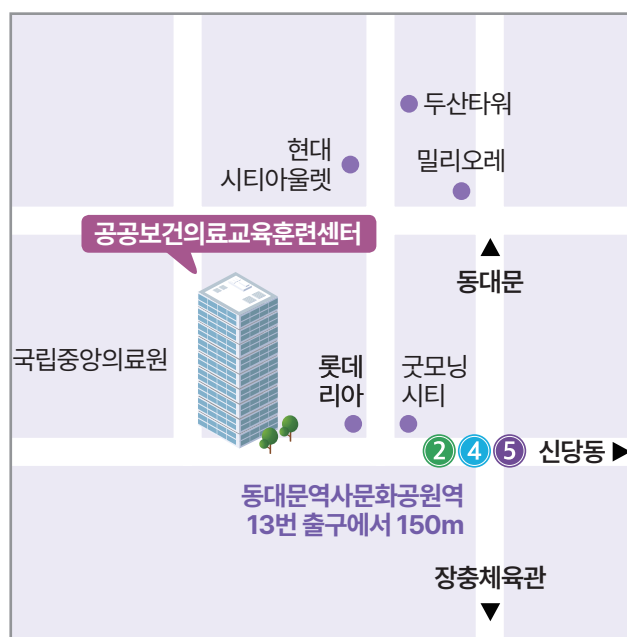 두산타워
현대
시티아울렛
밀리오레
공공보건의료교육훈련센터
▲
동대문
국립중앙의료원
롯데
리아
굿모닝
시티
2 4 5 신당동 ▶
동대문역사문화공원역
13번 출구에서 150m
장충체육관
▼